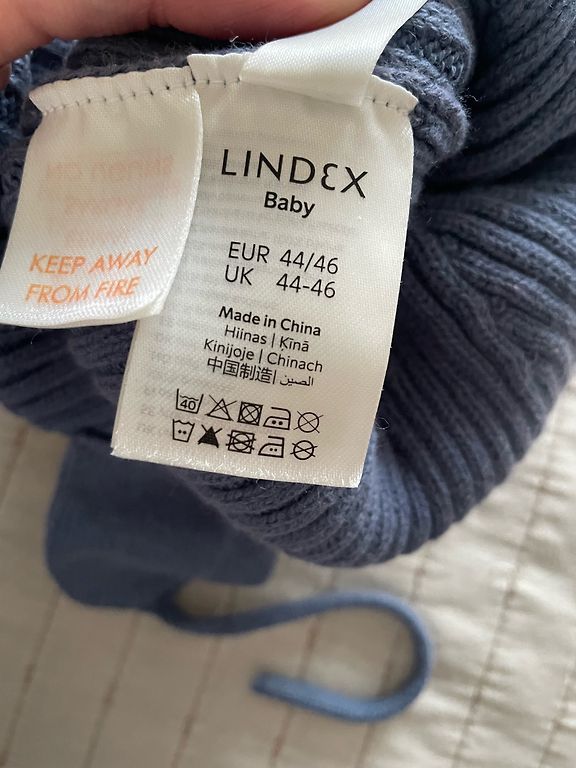 KEEP AWAY
FROM FIRE
LINDEX
Baby
EUR 44/46
UK 44-46
Made in China
Hiinas | Ķīnā
Kinijoje | Chinach
中国制造 | الصين
40